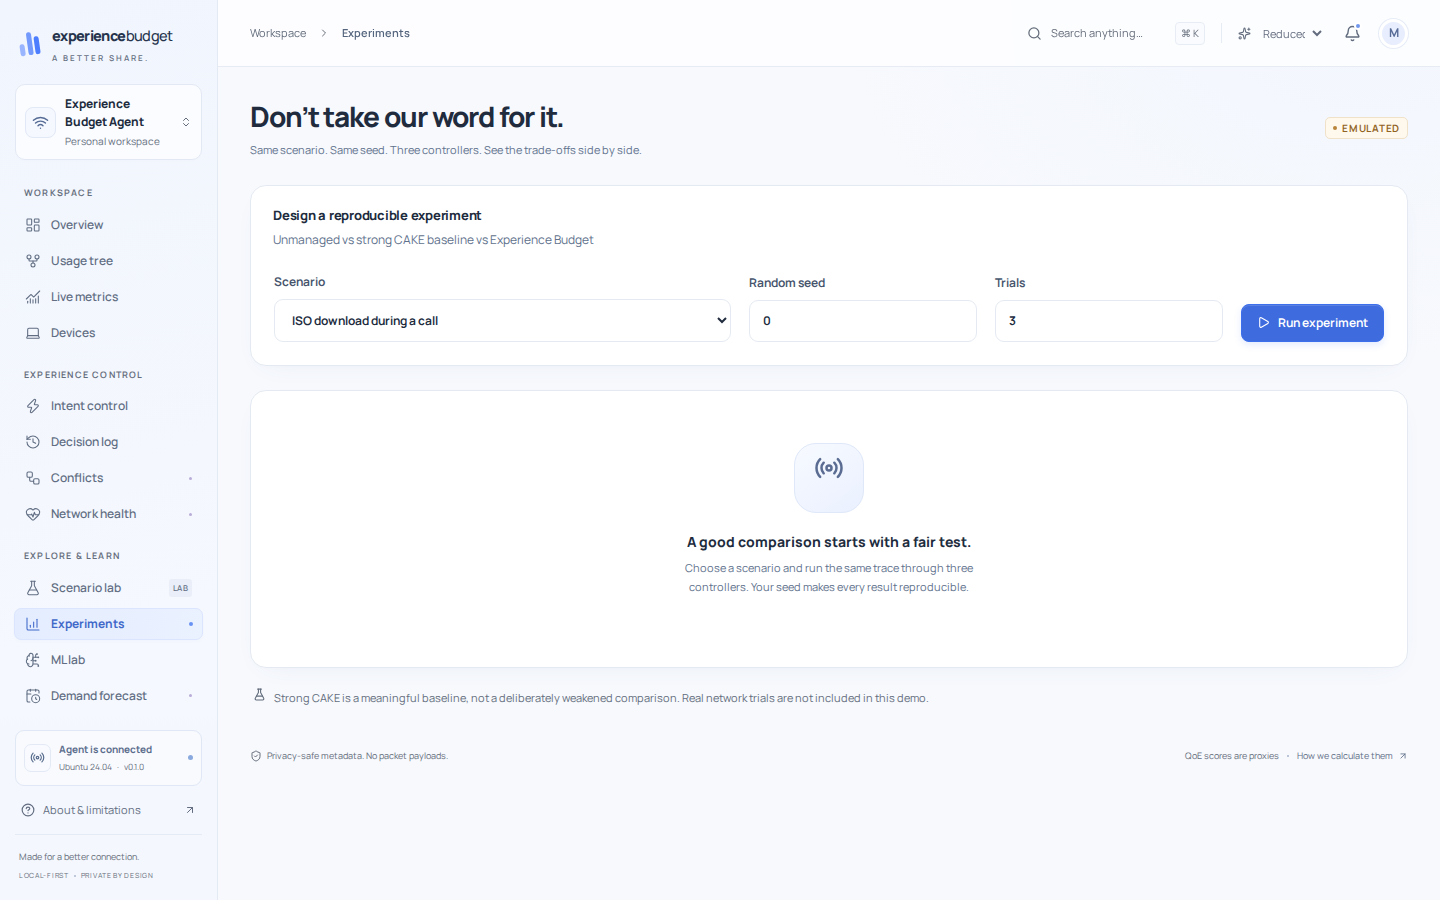 experiencebudget
A BETTER SHARE.
Experience
Budget Agent
Personal workspace
WORKSPACE
Overview
Usage tree
Live metrics
Devices
EXPERIENCE CONTROL
Intent control
Decision log
Conflicts
Network health
EXPLORE & LEARN
Scenario lab LAB
Experiments
ML lab
Demand forecast
Agent is connected
Ubuntu 24.04 · v0.1.0
About & limitations
Made for a better connection.
LOCAL-FIRST • PRIVATE BY DESIGN
Workspace > Experiments
Search anything... ⌘ K Reduced M
Don't take our word for it.
Same scenario. Same seed. Three controllers. See the trade-offs side by side.
• EMULATED
Design a reproducible experiment
Unmanaged vs strong CAKE baseline vs Experience Budget
Scenario Random seed Trials
ISO download during a call 0 3 Run experiment
A good comparison starts with a fair test.
Choose a scenario and run the same trace through three
controllers. Your seed makes every result reproducible.
Strong CAKE is a meaningful baseline, not a deliberately weakened comparison. Real network trials are not included in this demo.
Privacy-safe metadata. No packet payloads.
QoE scores are proxies · How we calculate them